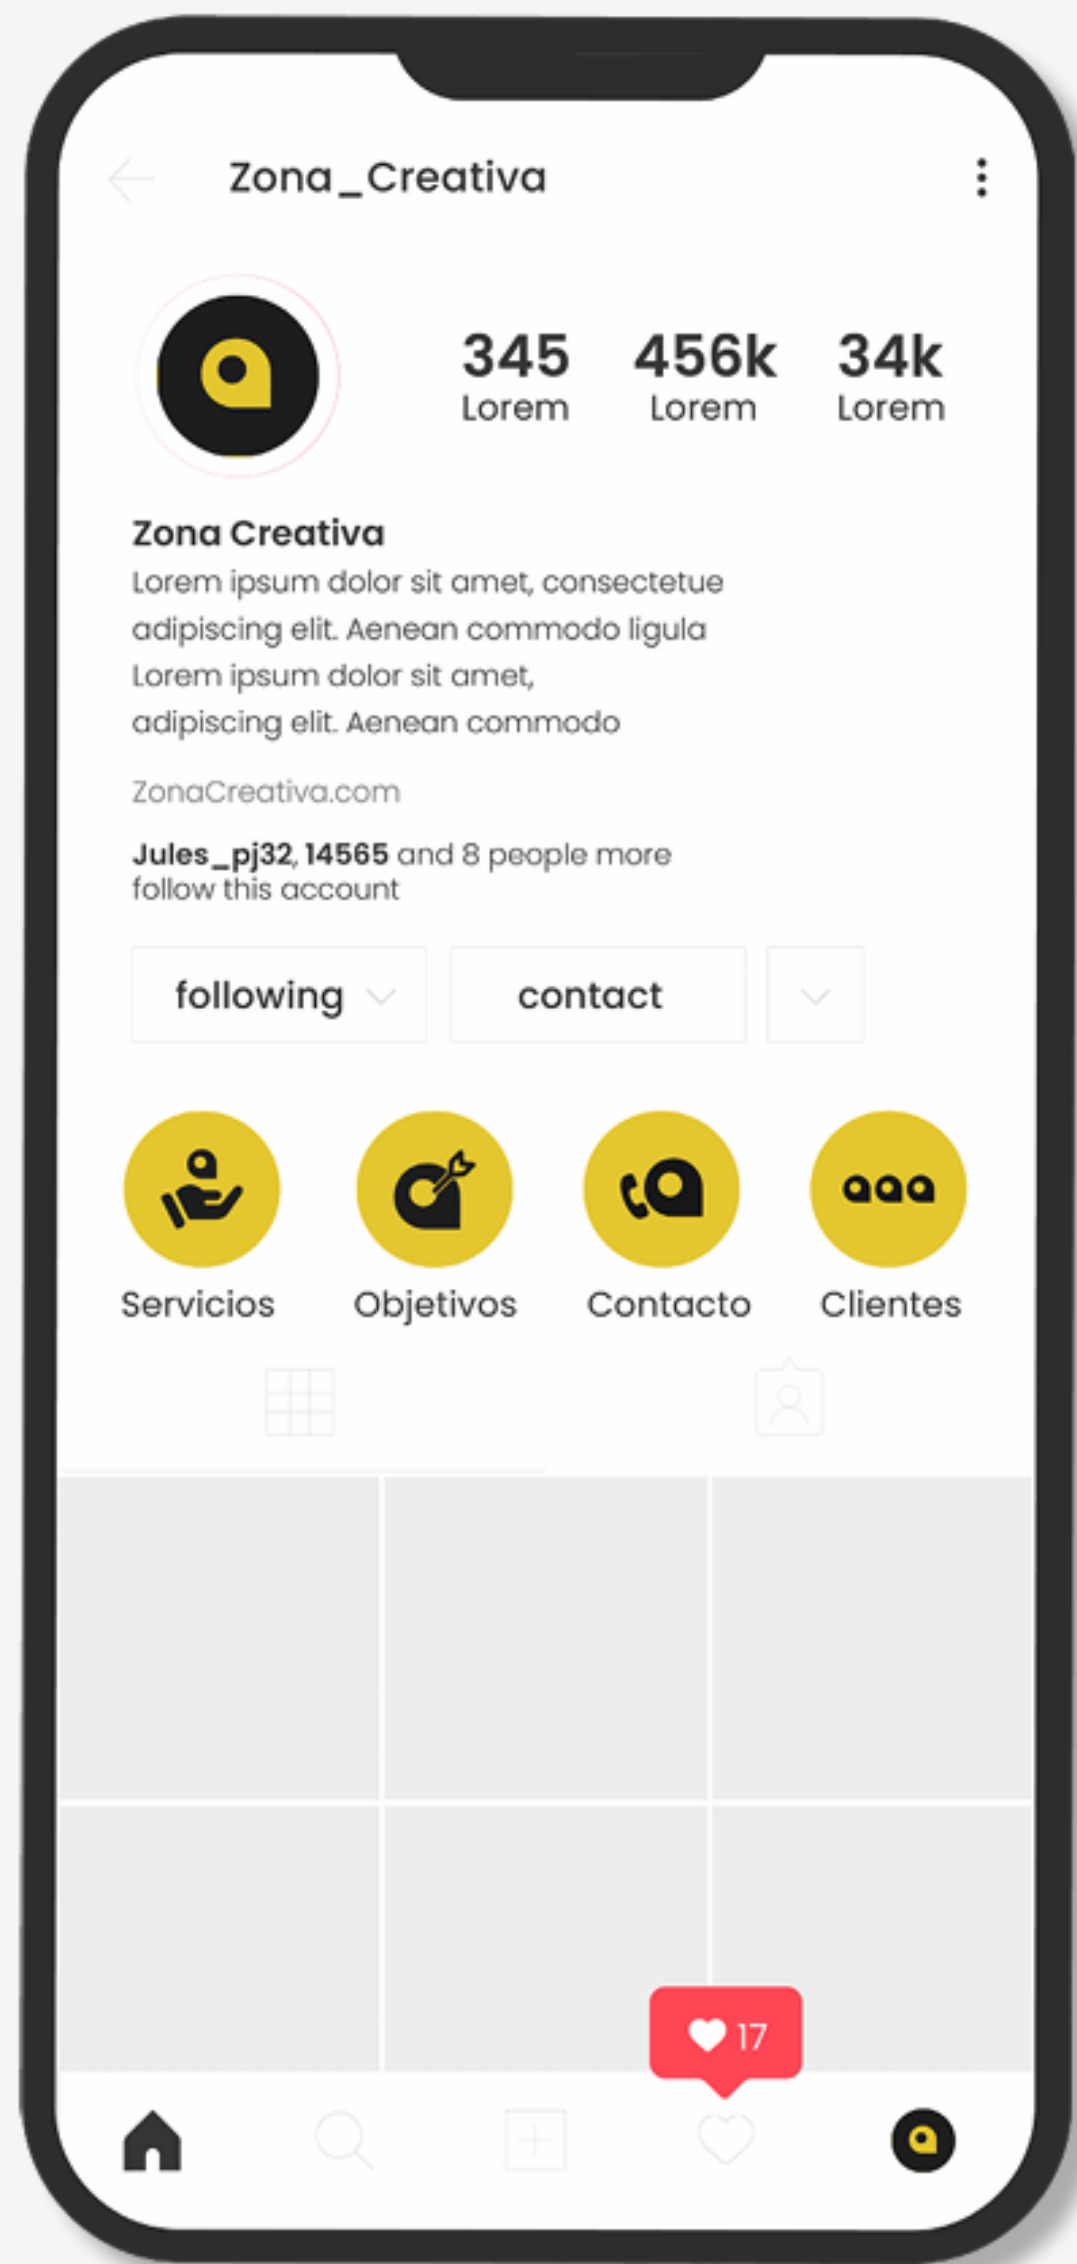 Zona_Creativa
345 456k 34k
Lorem Lorem Lorem
Zona Creativa
Lorem ipsum dolor sit amet, consectetue
adipiscing elit. Aenean commodo ligula
Lorem ipsum dolor sit amet,
adipiscing elit. Aenean commodo
ZonaCreativa.com
Jules_pj32, 14565 and 8 people more
follow this account
following contact
Servicios Objetivos Contacto Clientes
17